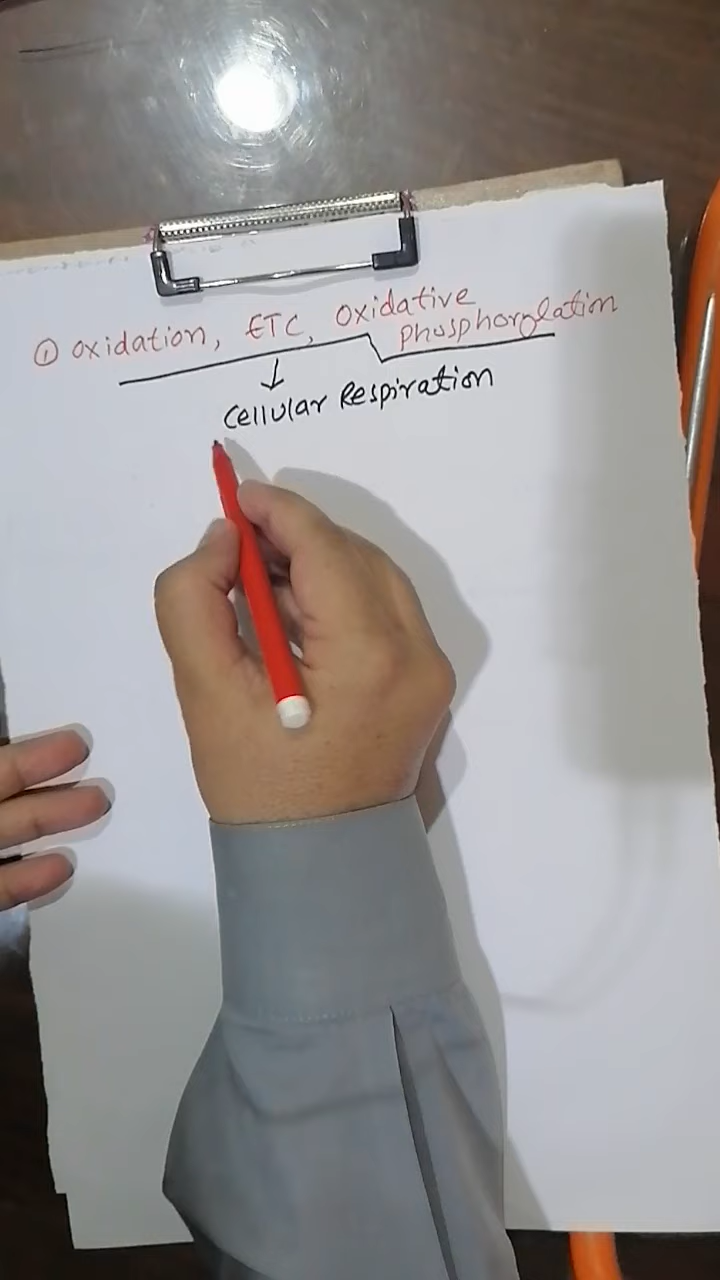 ① oxidation, ETC, Oxidative
phosphorylation
↓
Cellular Respiration